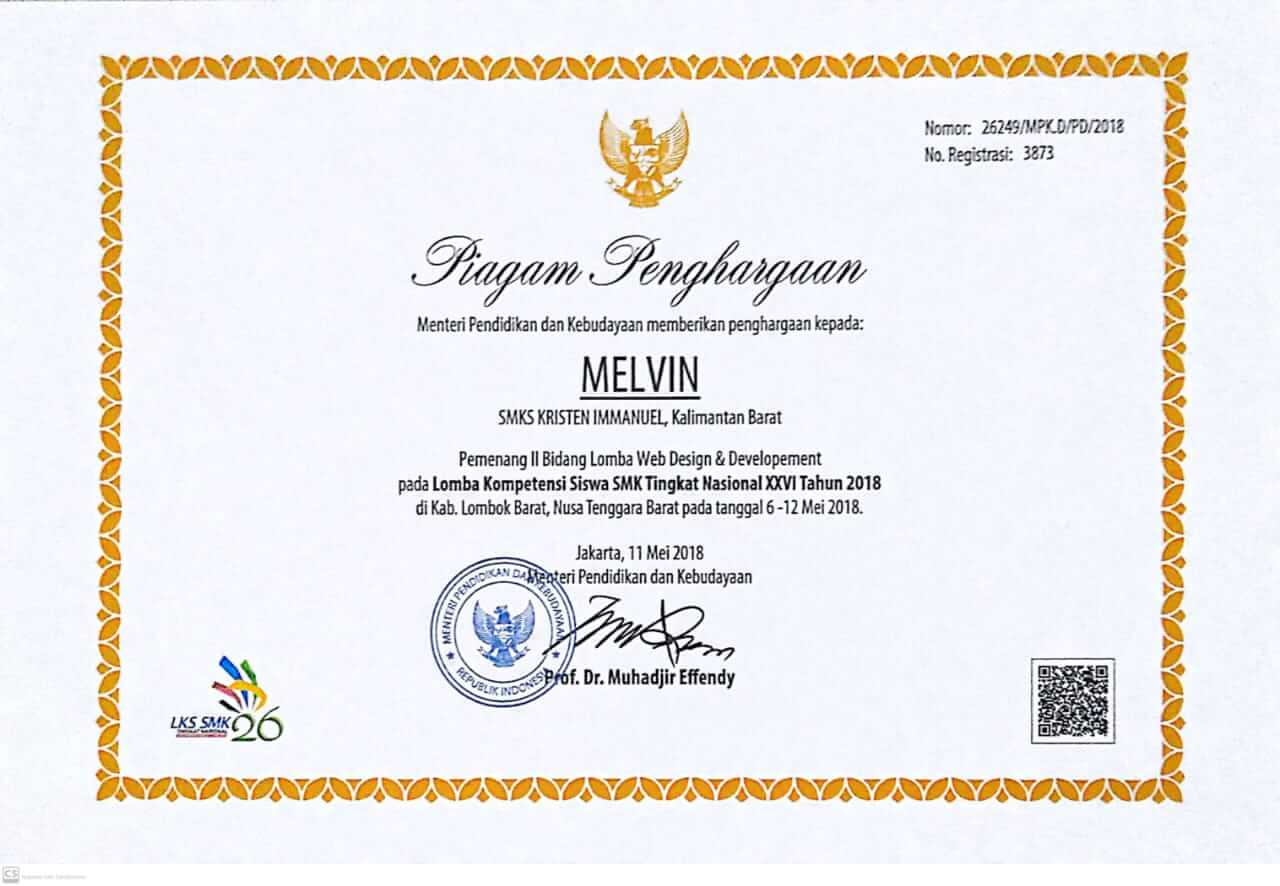 Nomor: 26249/MPK.D/PD/2018
No. Registrasi: 3873
Piagam Penghargaan
Menteri Pendidikan dan Kebudayaan memberikan penghargaan kepada:
MELVIN
SMKS KRISTEN IMMANUEL, Kalimantan Barat
Pemenang II Bidang Lomba Web Design & Developement
pada Lomba Kompetensi Siswa SMK Tingkat Nasional XXVI Tahun 2018
di Kab. Lombok Barat, Nusa Tenggara Barat pada tanggal 6 -12 Mei 2018.
Jakarta, 11 Mei 2018
Menteri Pendidikan dan Kebudayaan
MENTERI PENDIDIKAN DAN KEBUDAYAAN
REPUBLIK INDONESIA
Prof. Dr. Muhadjir Effendy
LKS SMK 26
TINGKAT NASIONAL
CS